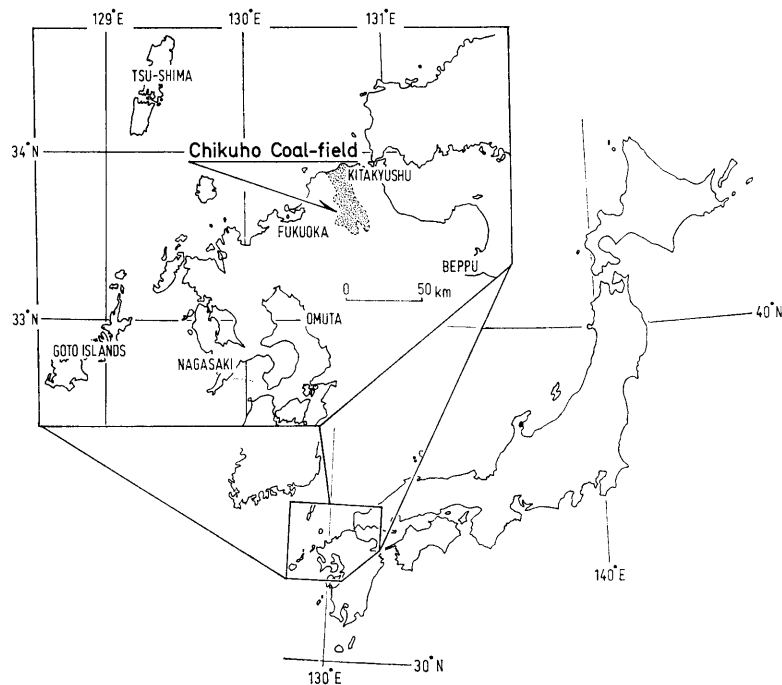 129°E 130°E 131°E
TSU-SHIMA
34°N
Chikuho Coal-field
KITAKYUSHU
FUKUOKA
BEPPU
0 50 km
33°N
OMUTA
40°N
GOTO ISLANDS
NAGASAKI
140°E
30°N
130°E